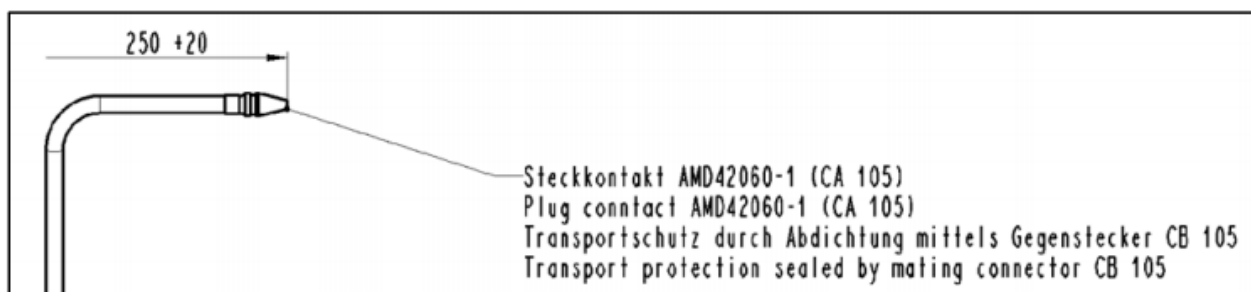 250 +20
Steckkontakt AMD42060-1 (CA 105)
Plug conntact AMD42060-1 (CA 105)
Transportschutz durch Abdichtung mittels Gegenstecker CB 105
Transport protection sealed by mating connector CB 105